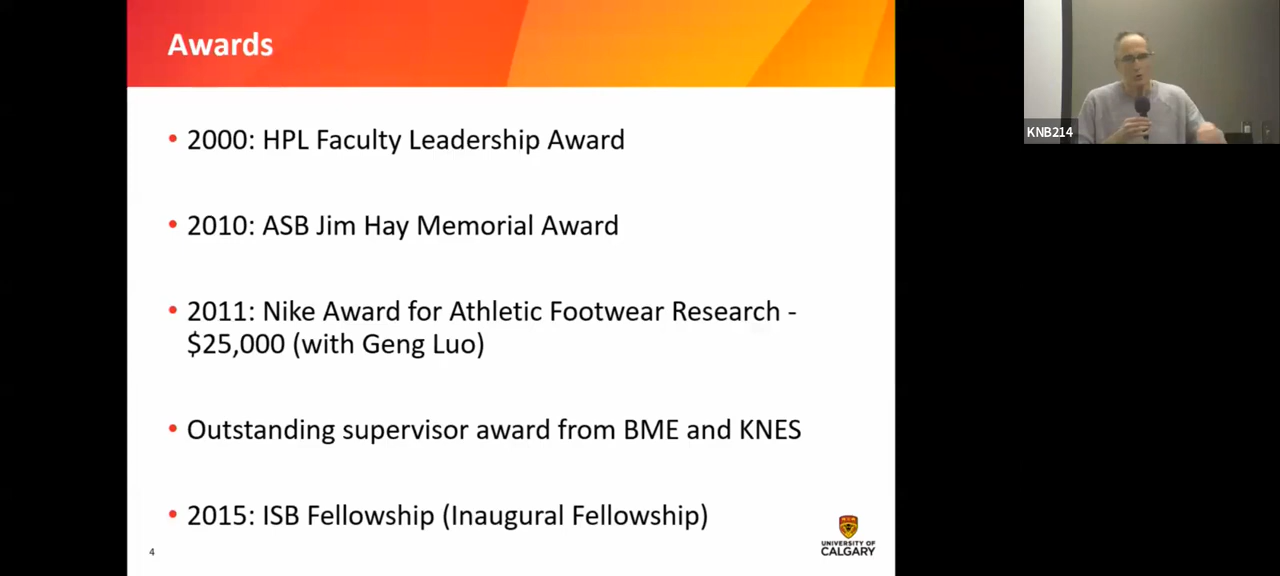 Awards
• 2000: HPL Faculty Leadership Award
• 2010: ASB Jim Hay Memorial Award
• 2011: Nike Award for Athletic Footwear Research -
$25,000 (with Geng Luo)
• Outstanding supervisor award from BME and KNES
• 2015: ISB Fellowship (Inaugural Fellowship)
4
UNIVERSITY OF
CALGARY
KNB214